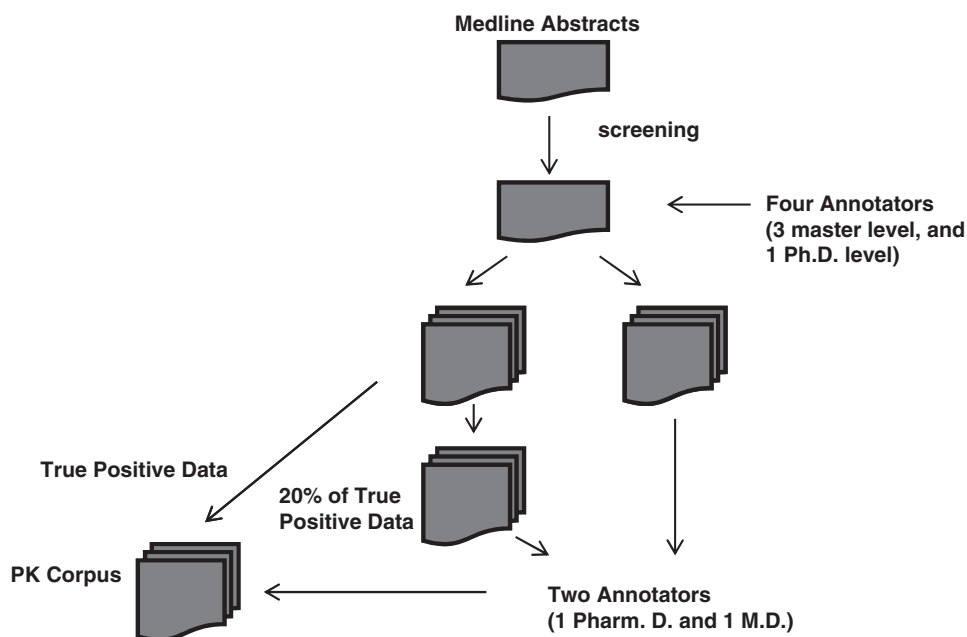 Medline Abstracts
screening
Four Annotators
(3 master level, and
1 Ph.D. level)
True Positive Data
20% of True
Positive Data
PK Corpus
Two Annotators
(1 Pharm. D. and 1 M.D.)